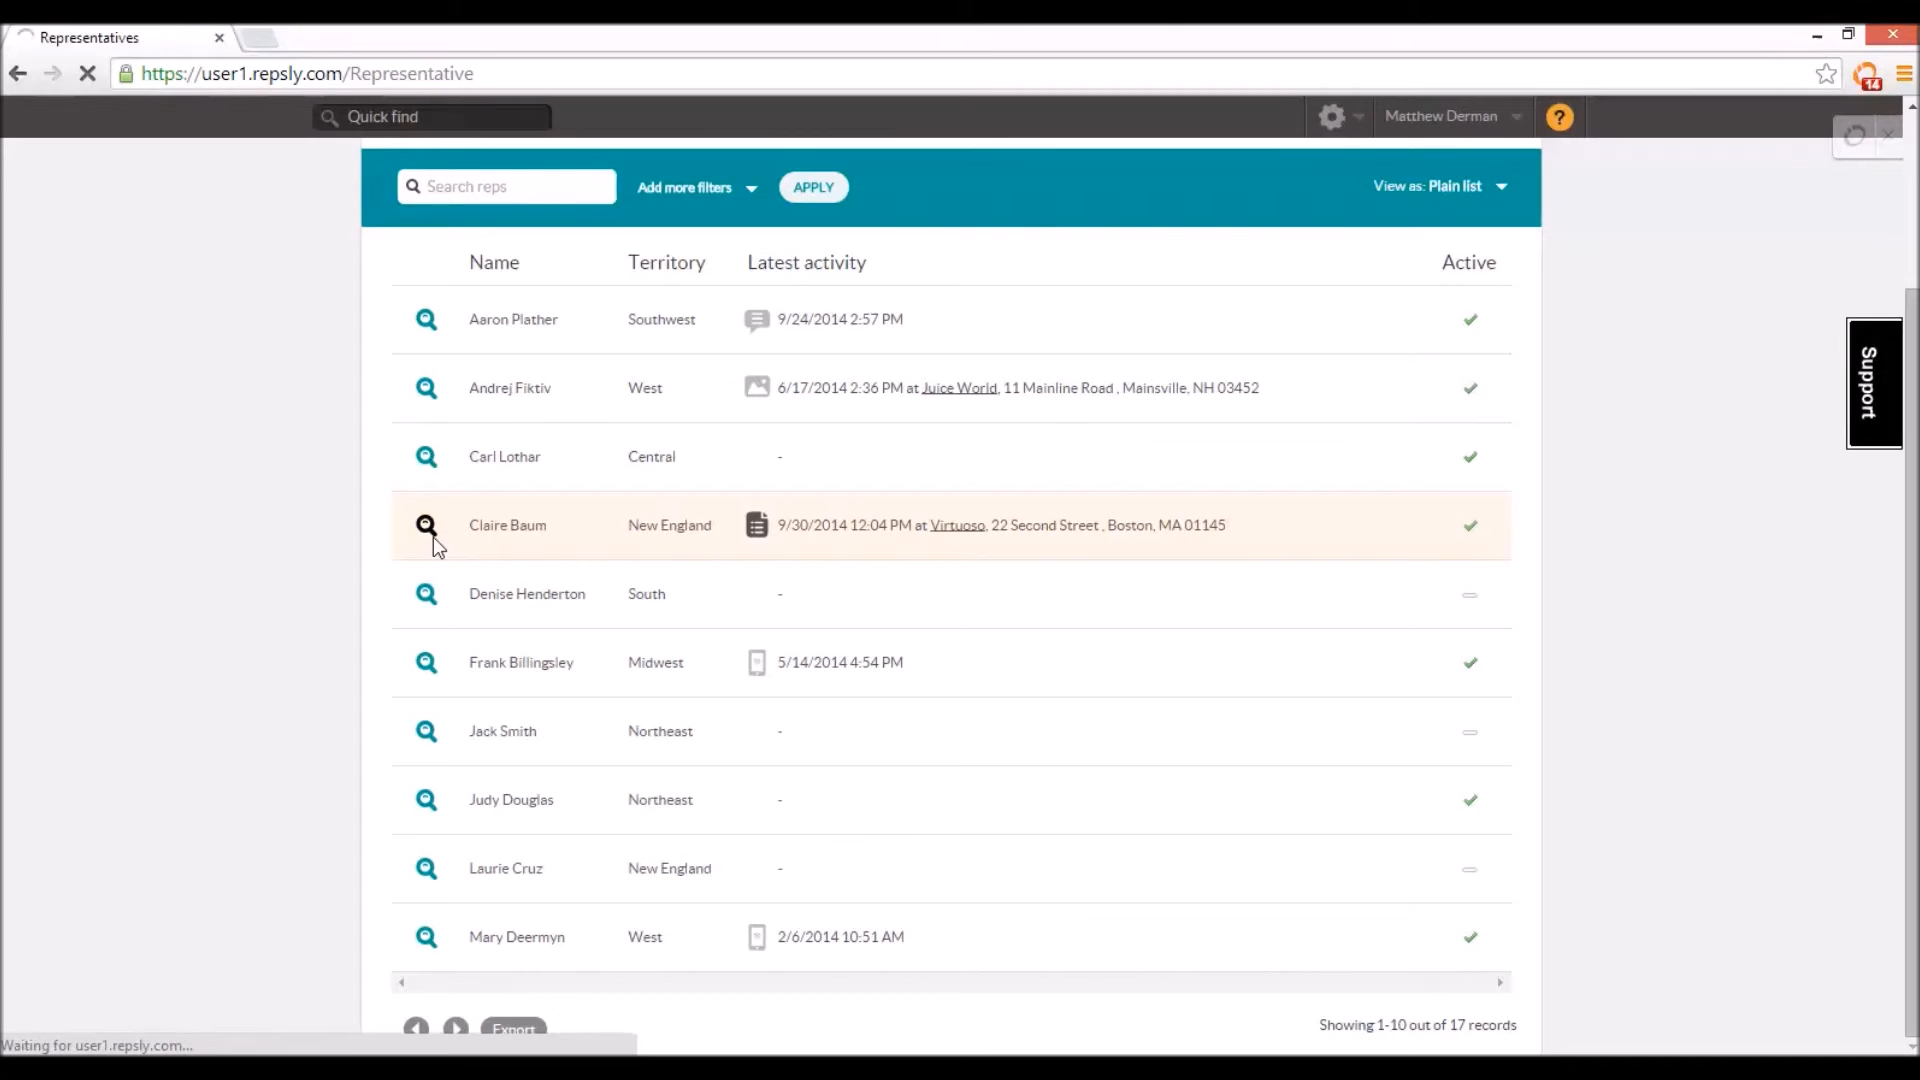 Representatives
https://user1.repsly.com/Representative
14
Quick find
Matthew Derman
?
Search reps
Add more filters
APPLY
View as: Plain list
Name Territory Latest activity Active
Aaron Plather Southwest 9/24/2014 2:57 PM
Andrej Fiktiv West 6/17/2014 2:36 PM at Juice World, 11 Mainline Road , Mainsville, NH 03452
Carl Lothar Central -
Claire Baum New England 9/30/2014 12:04 PM at Virtuoso, 22 Second Street , Boston, MA 01145
Denise Henderton South -
Frank Billingsley Midwest 5/14/2014 4:54 PM
Jack Smith Northeast -
Judy Douglas Northeast -
Laurie Cruz New England -
Mary Deermyn West 2/6/2014 10:51 AM
Support
Export
Showing 1-10 out of 17 records
Waiting for user1.repsly.com...